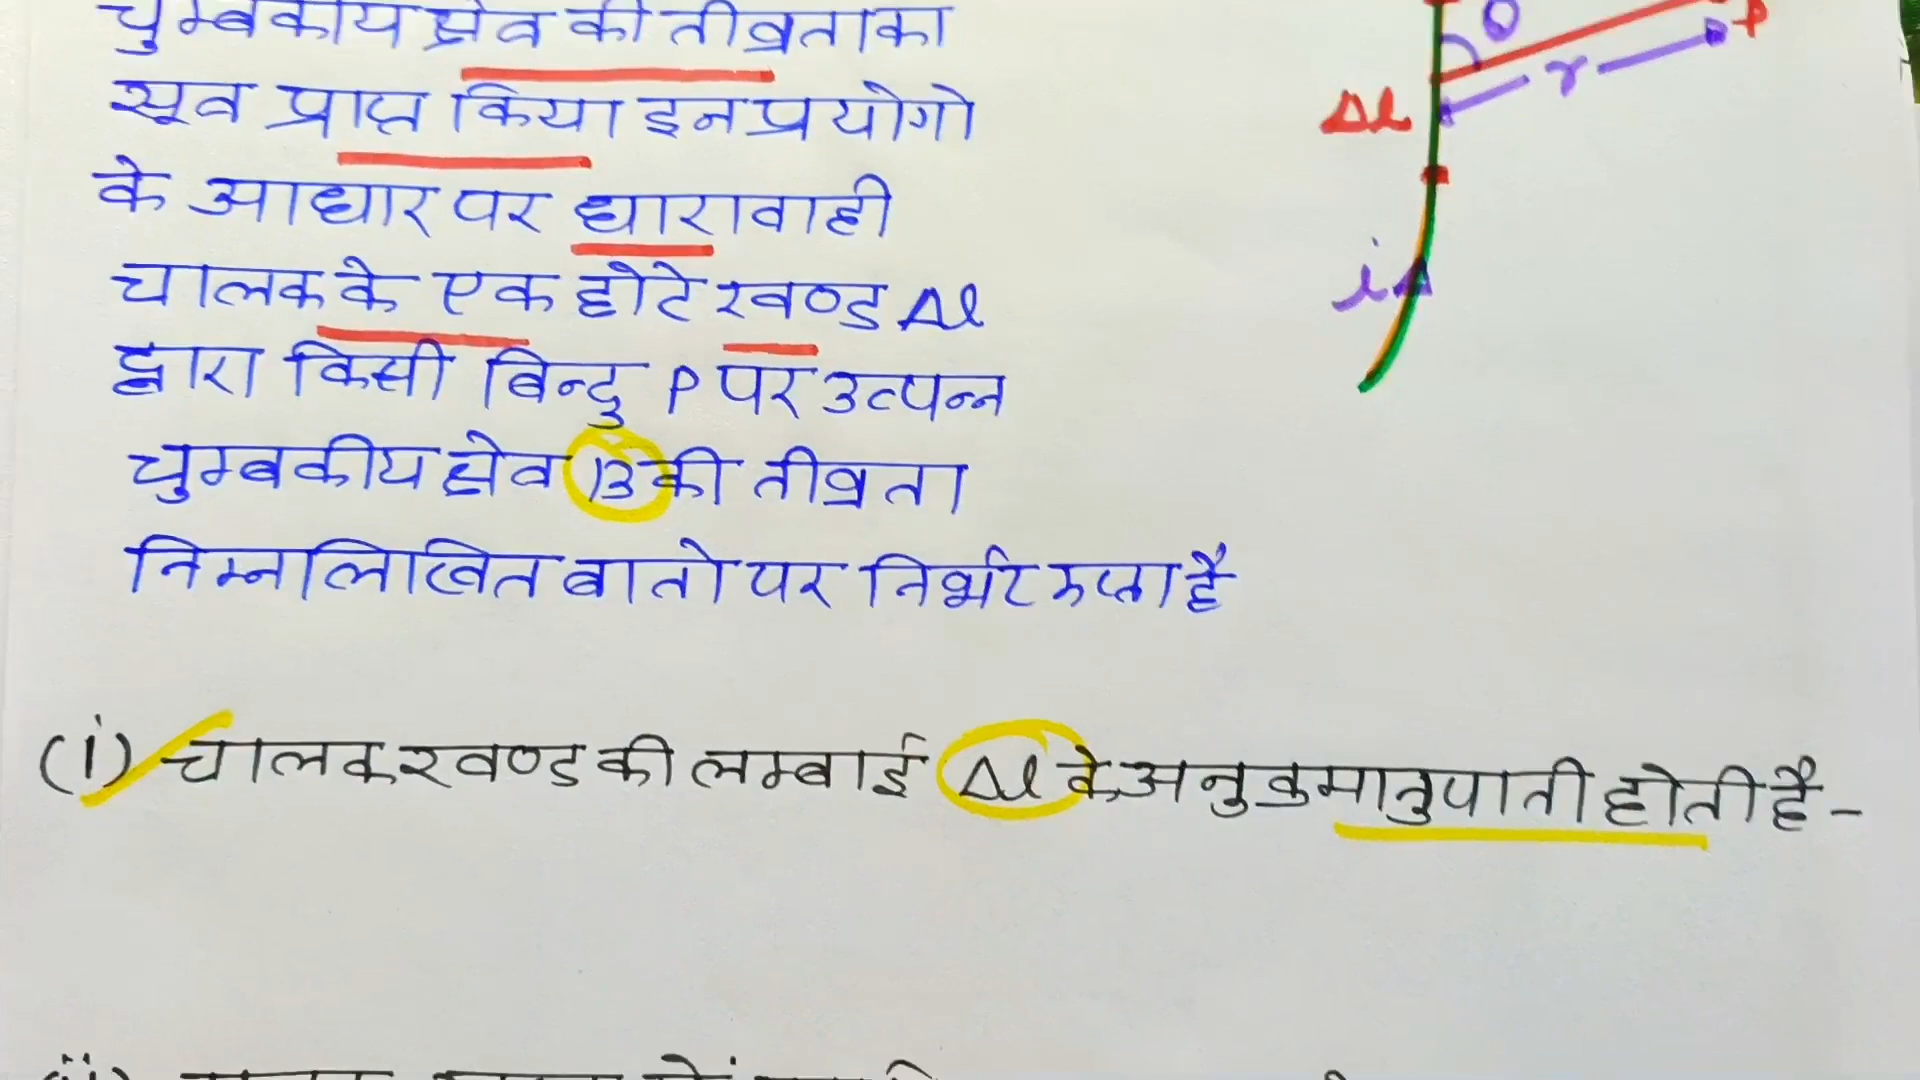 चुम्बकीय क्षेत्र की तीव्रता का
सूत्र प्राप्त किया इन प्रयोगो
के आधार पर धारावाही
चालक के एक छोटे खण्ड Δl
द्वारा किसी बिन्दु P पर उत्पन्न
चुम्बकीय क्षेत्र B की तीव्रता
निम्नलिखित बातो पर निर्भर है
(i) चालक खण्ड की लम्बाई Δl के अनुक्रमानुपाती होती है -
θ
P
r
Δl
i